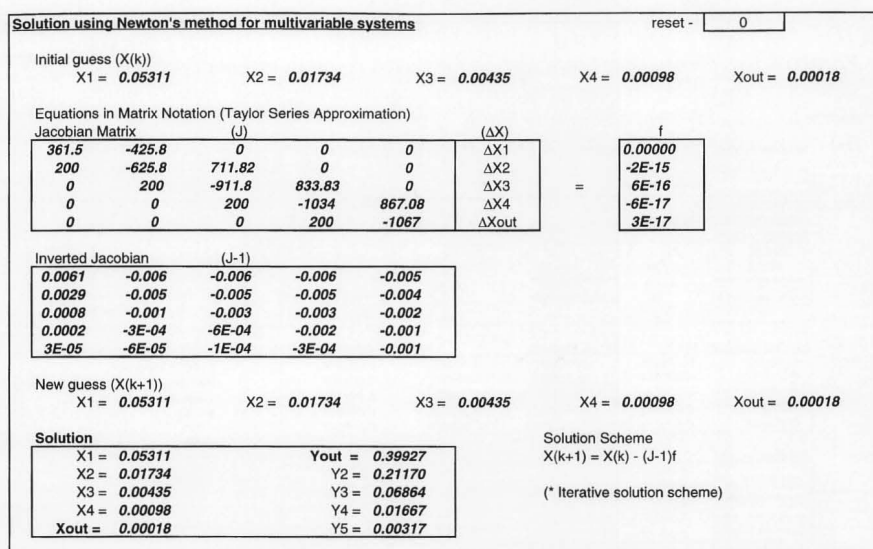 Solution using Newton's method for multivariable systems reset - 0
Initial guess (X(k))
X1 = 0.05311 X2 = 0.01734 X3 = 0.00435 X4 = 0.00098 Xout = 0.00018
Equations in Matrix Notation (Taylor Series Approximation)
Jacobian Matrix (J) (ΔX) f
361.5 -425.8 0 0 0 ΔX1 0.00000
200 -625.8 711.82 0 0 ΔX2 -2E-15
0 200 -911.8 833.83 0 ΔX3 = 6E-16
0 0 200 -1034 867.08 ΔX4 -6E-17
0 0 0 200 -1067 ΔXout 3E-17
Inverted Jacobian (J-1)
0.0061 -0.006 -0.006 -0.006 -0.005
0.0029 -0.005 -0.005 -0.005 -0.004
0.0008 -0.001 -0.003 -0.003 -0.002
0.0002 -3E-04 -6E-04 -0.002 -0.001
3E-05 -6E-05 -1E-04 -3E-04 -0.001
New guess (X(k+1))
X1 = 0.05311 X2 = 0.01734 X3 = 0.00435 X4 = 0.00098 Xout = 0.00018
Solution Solution Scheme
X1 = 0.05311 Yout = 0.39927 X(k+1) = X(k) - (J-1)f
X2 = 0.01734 Y2 = 0.21170
X3 = 0.00435 Y3 = 0.06864 (* Iterative solution scheme)
X4 = 0.00098 Y4 = 0.01667
Xout = 0.00018 Y5 = 0.00317